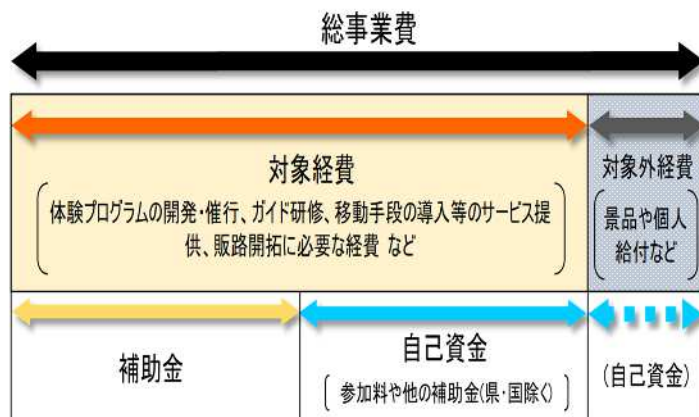 総事業費
対象経費
体験プログラムの開発・催行、ガイド研修、移動手段の導入等のサービス提
供、販路開拓に必要な経費 など
対象外経費
景品や個人
給付など
補助金
自己資金
参加料や他の補助金(県・国除く)
(自己資金)